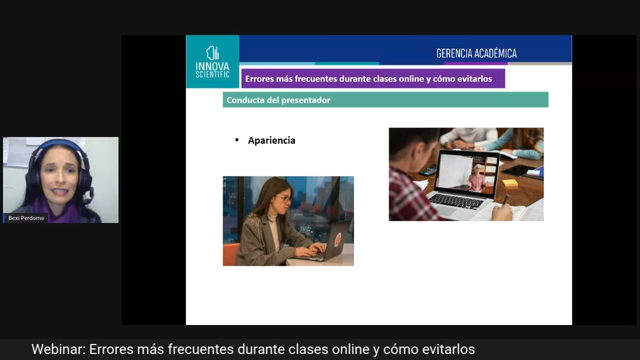 INNOVA
SCIENTIFIC
GERENCIA ACADÉMICA
Errores más frecuentes durante clases online y cómo evitarlos
Conducta del presentador
• Apariencia
Bexi Perdomo
Webinar: Errores más frecuentes durante clases online y cómo evitarlos